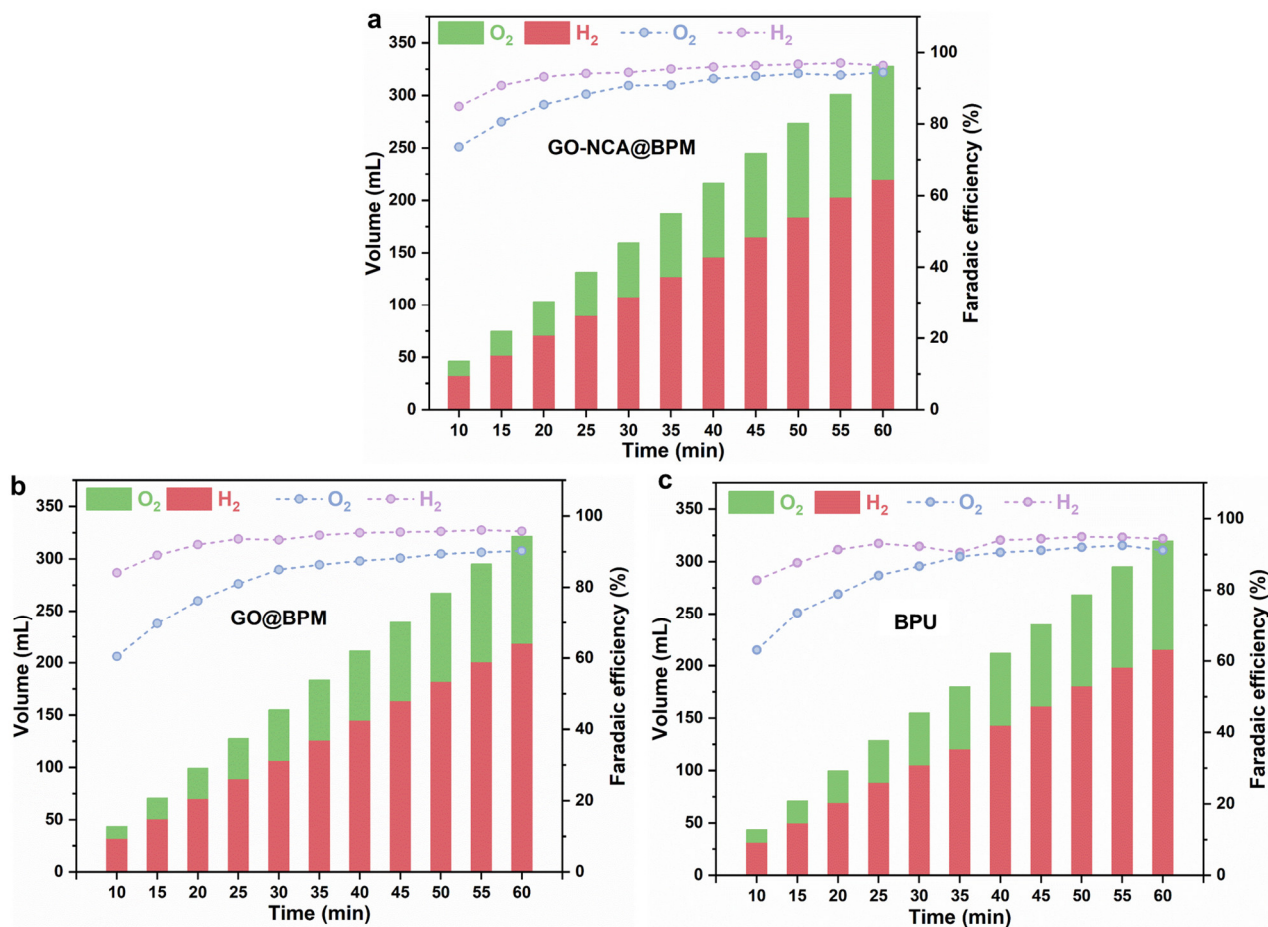 a
O₂ H₂ O₂ H₂
GO-NCA@BPM
Volume (mL)
350
300
250
200
150
100
50
0
Faradaic efficiency (%)
100
80
60
40
20
0
10 15 20 25 30 35 40 45 50 55 60
Time (min)
b
O₂ H₂ O₂ H₂
GO@BPM
Volume (mL)
350
300
250
200
150
100
50
0
Faradaic efficiency (%)
100
80
60
40
20
0
10 15 20 25 30 35 40 45 50 55 60
Time (min)
c
O₂ H₂ O₂ H₂
BPU
Volume (mL)
350
300
250
200
150
100
50
0
Faradaic efficiency (%)
100
80
60
40
20
0
10 15 20 25 30 35 40 45 50 55 60
Time (min)